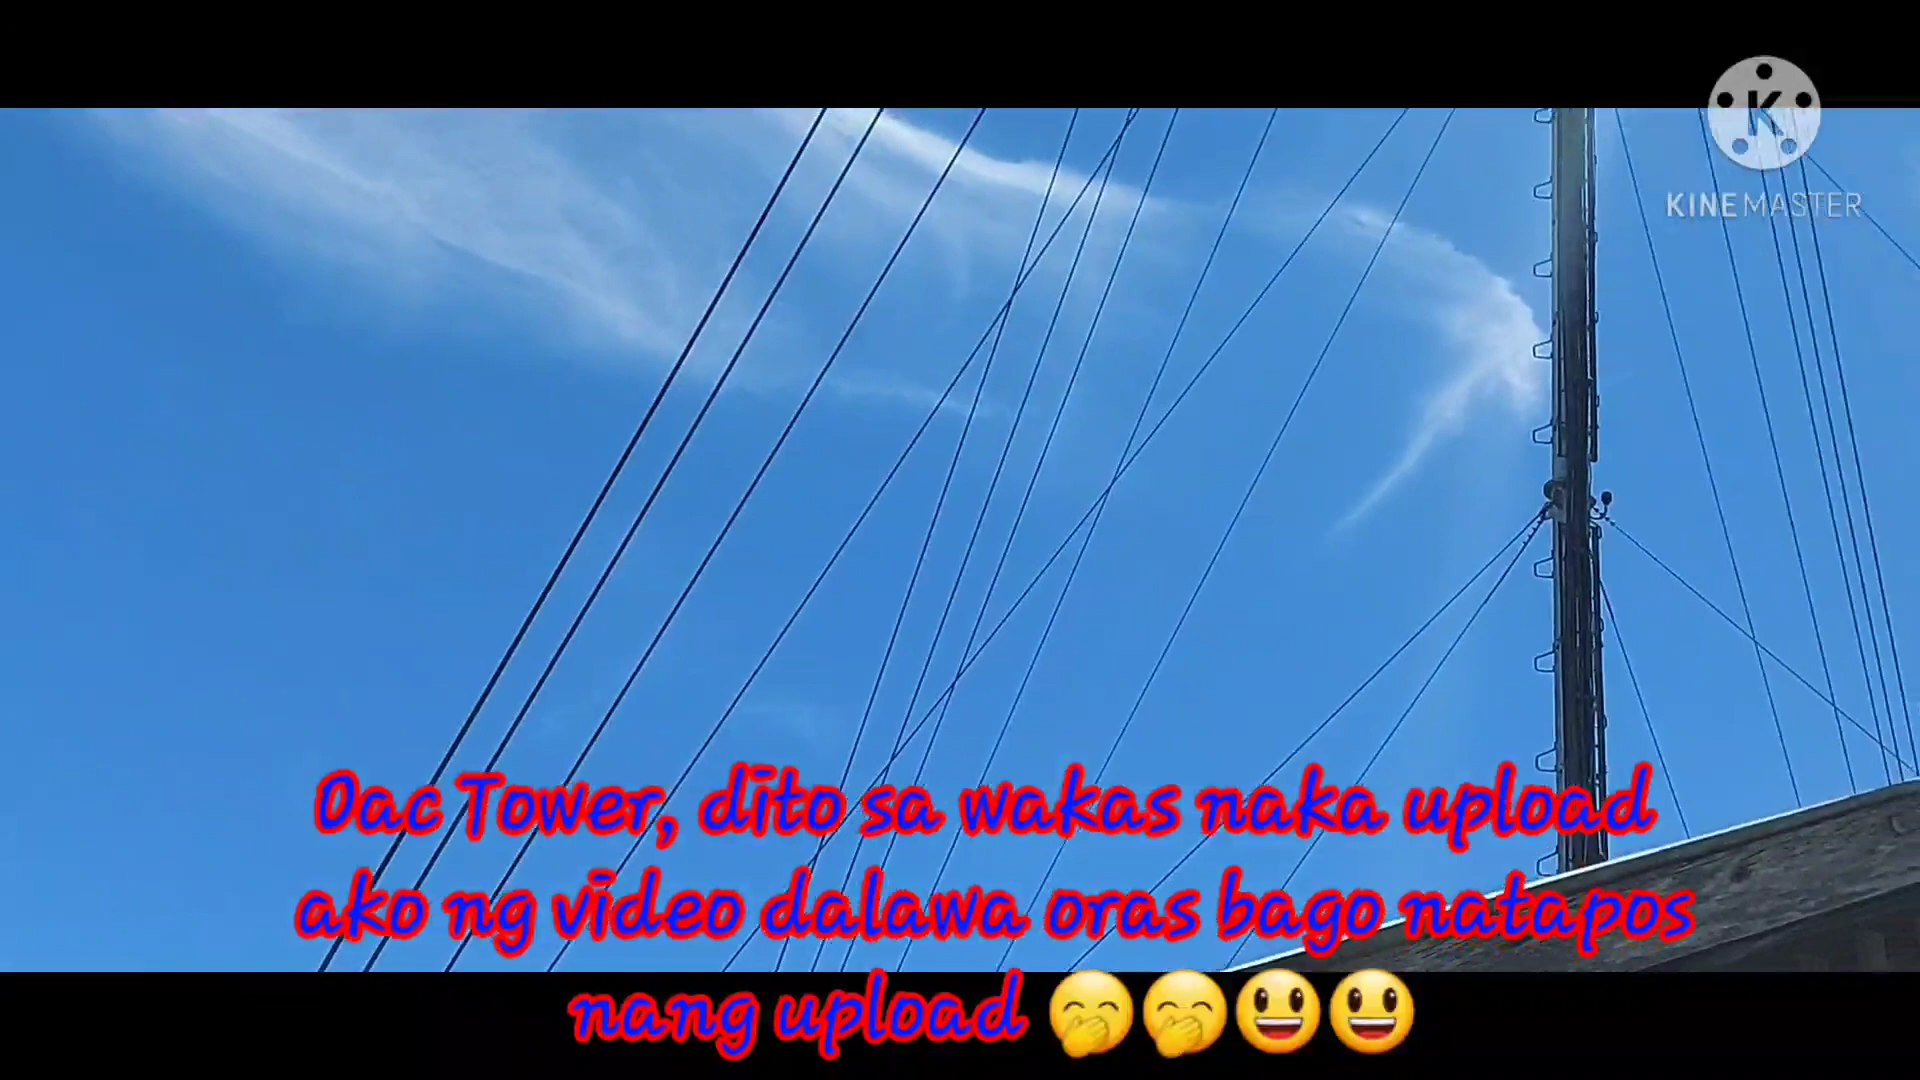 K
KINEMASTER
Oac Tower, dito sa wakas naka upload
ako ng video dalawa oras bago natapos
nang upload 🤭🤭😃😃